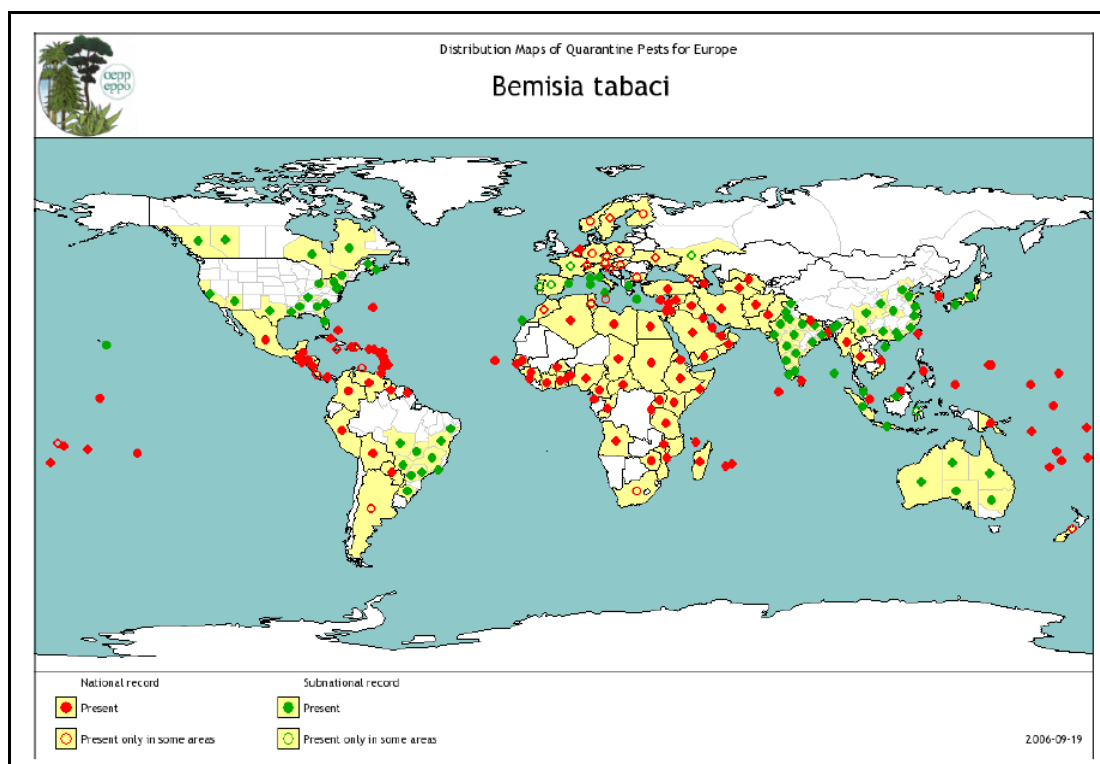 oepp
eppo
Distribution Maps of Quarantine Pests for Europe
Bemisia tabaci
National record
Subnational record
Present
Present
Present only in some areas
Present only in some areas
2006-09-19